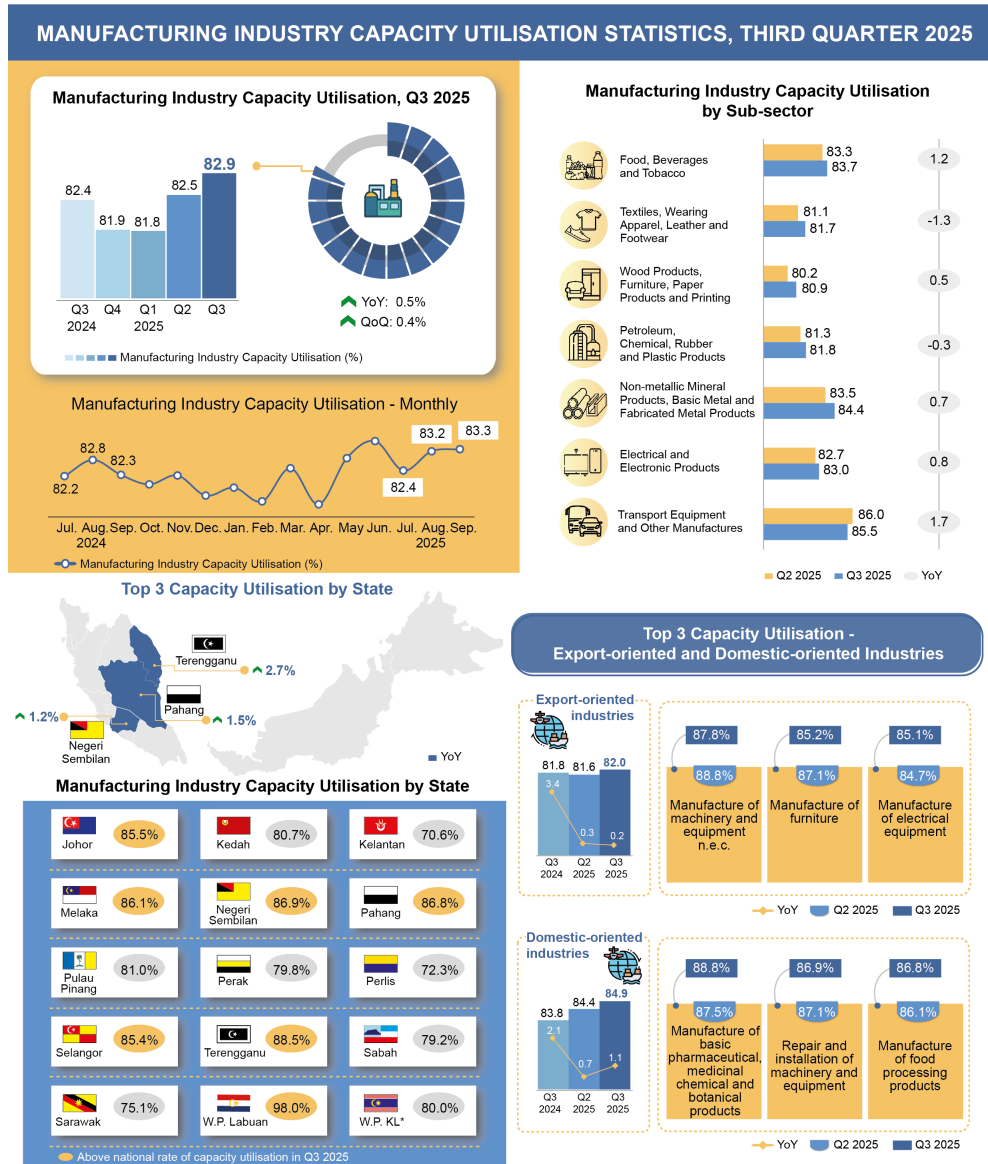 MANUFACTURING INDUSTRY CAPACITY UTILISATION STATISTICS, THIRD QUARTER 2025
Manufacturing Industry Capacity Utilisation, Q3 2025
82.4
81.9
81.8
82.5
82.9
Q3
2024
Q4
Q1
2025
Q2
Q3
YoY: 0.5%
QoQ: 0.4%
Manufacturing Industry Capacity Utilisation (%)
Manufacturing Industry Capacity Utilisation - Monthly
82.2
82.8
82.3
82.4
83.2
83.3
Jul. Aug. Sep. Oct. Nov. Dec. Jan. Feb. Mar. Apr. May Jun. Jul. Aug. Sep.
2024 2025
Manufacturing Industry Capacity Utilisation (%)
Manufacturing Industry Capacity Utilisation
by Sub-sector
Food, Beverages
and Tobacco
83.3
83.7
1.2
Textiles, Wearing
Apparel, Leather and
Footwear
81.1
81.7
-1.3
Wood Products,
Furniture, Paper
Products and Printing
80.2
80.9
0.5
Petroleum,
Chemical, Rubber
and Plastic Products
81.3
81.8
-0.3
Non-metallic Mineral
Products, Basic Metal and
Fabricated Metal Products
83.5
84.4
0.7
Electrical and
Electronic Products
82.7
83.0
0.8
Transport Equipment
and Other Manufactures
86.0
85.5
1.7
Q2 2025 Q3 2025 YoY
Top 3 Capacity Utilisation by State
Terengganu
2.7%
Pahang
1.5%
1.2%
Negeri
Sembilan
YoY
Manufacturing Industry Capacity Utilisation by State
Johor
85.5%
Kedah
80.7%
Kelantan
70.6%
Melaka
86.1%
Negeri
Sembilan
86.9%
Pahang
86.8%
Pulau
Pinang
81.0%
Perak
79.8%
Perlis
72.3%
Selangor
85.4%
Terengganu
88.5%
Sabah
79.2%
Sarawak
75.1%
W.P. Labuan
98.0%
W.P. KL*
80.0%
Above national rate of capacity utilisation in Q3 2025
Top 3 Capacity Utilisation -
Export-oriented and Domestic-oriented Industries
Export-oriented
industries
81.8
81.6
82.0
3.4
0.3
0.2
Q3
2024
Q2
2025
Q3
2025
87.8%
88.8%
Manufacture of
machinery and
equipment
n.e.c.
85.2%
87.1%
Manufacture of
furniture
85.1%
84.7%
Manufacture
of electrical
equipment
YoY Q2 2025 Q3 2025
Domestic-oriented
industries
83.8
84.4
84.9
2.1
0.7
1.1
Q3
2024
Q2
2025
Q3
2025
88.8%
87.5%
Manufacture of
basic
pharmaceutical,
medicinal
chemical and
botanical
products
86.9%
87.1%
Repair and
installation of
machinery and
equipment
86.8%
86.1%
Manufacture
of food
processing
products
YoY Q2 2025 Q3 2025